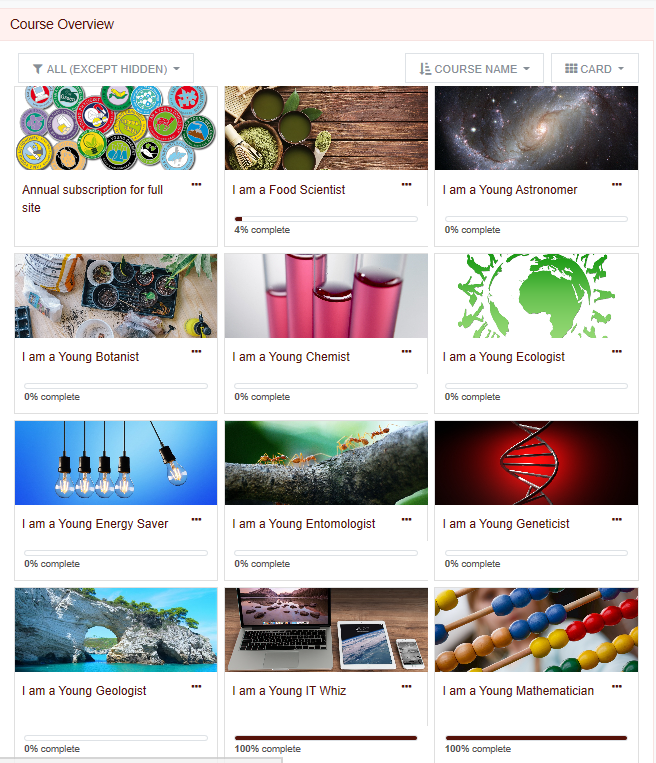 Course Overview
ALL (EXCEPT HIDDEN)
COURSE NAME
CARD
Annual subscription for full
site
I am a Food Scientist
4% complete
I am a Young Astronomer
0% complete
I am a Young Botanist
0% complete
I am a Young Chemist
0% complete
I am a Young Ecologist
0% complete
I am a Young Energy Saver
0% complete
I am a Young Entomologist
0% complete
I am a Young Geneticist
0% complete
I am a Young Geologist
0% complete
I am a Young IT Whiz
100% complete
I am a Young Mathematician
100% complete